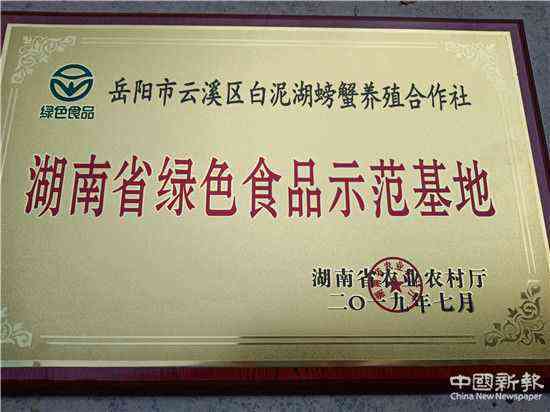 绿色食品
岳阳市云溪区白泥湖螃蟹养殖合作社
湖南省绿色食品示范基地
湖南省农业农村厅
二〇一九年七月
中國新報
China New Newspaper